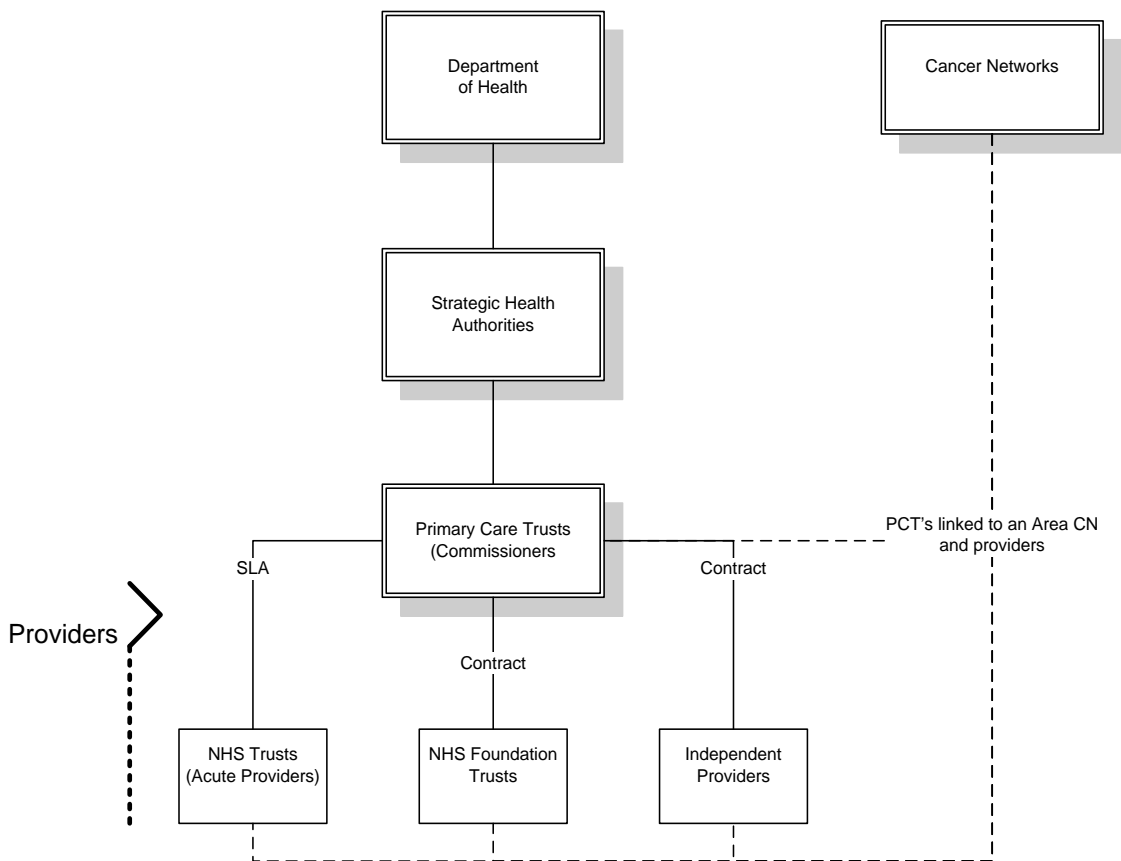 Department
of Health
Cancer Networks
Strategic Health
Authorities
Primary Care Trusts
(Commissioners
PCT's linked to an Area CN
and providers
SLA
Contract
Providers
Contract
NHS Trusts
(Acute Providers)
NHS Foundation
Trusts
Independent
Providers